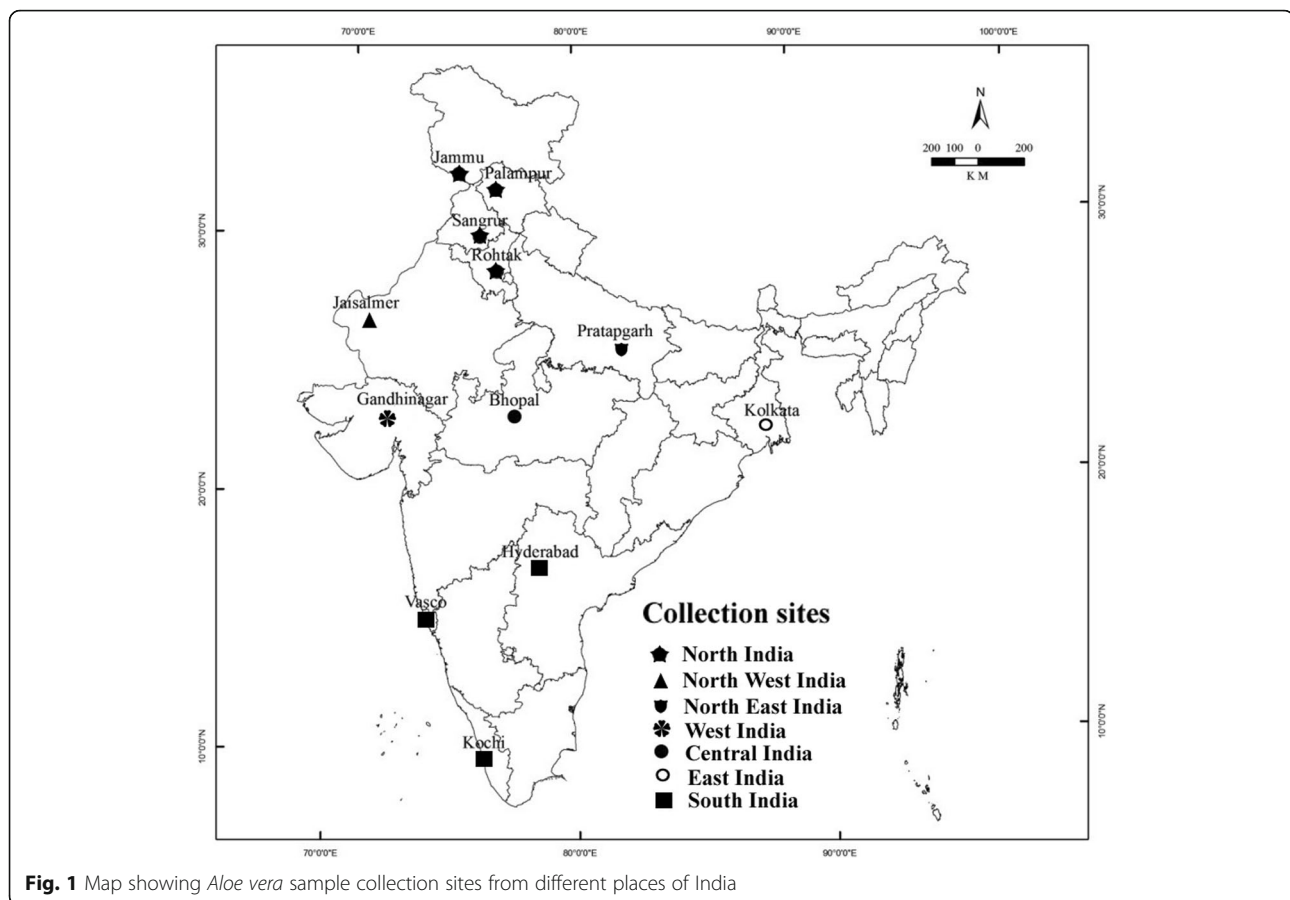 70°0'0"E 80°0'0"E 90°0'0"E 100°0'0"E
N
200 100 0 200
K M
Jammu
Palampur
30°0'0"N
Sangrur
30°0'0"N
Rohtak
Jaisalmer
Pratapgarh
Gandhinagar
Bhopal
Kolkata
20°0'0"N
20°0'0"N
Hyderabad
Vasco
Collection sites
North India
North West India
North East India
West India
Central India
East India
South India
10°0'0"N
Kochi
10°0'0"N
70°0'0"E 80°0'0"E 90°0'0"E
Fig. 1 Map showing Aloe vera sample collection sites from different places of India